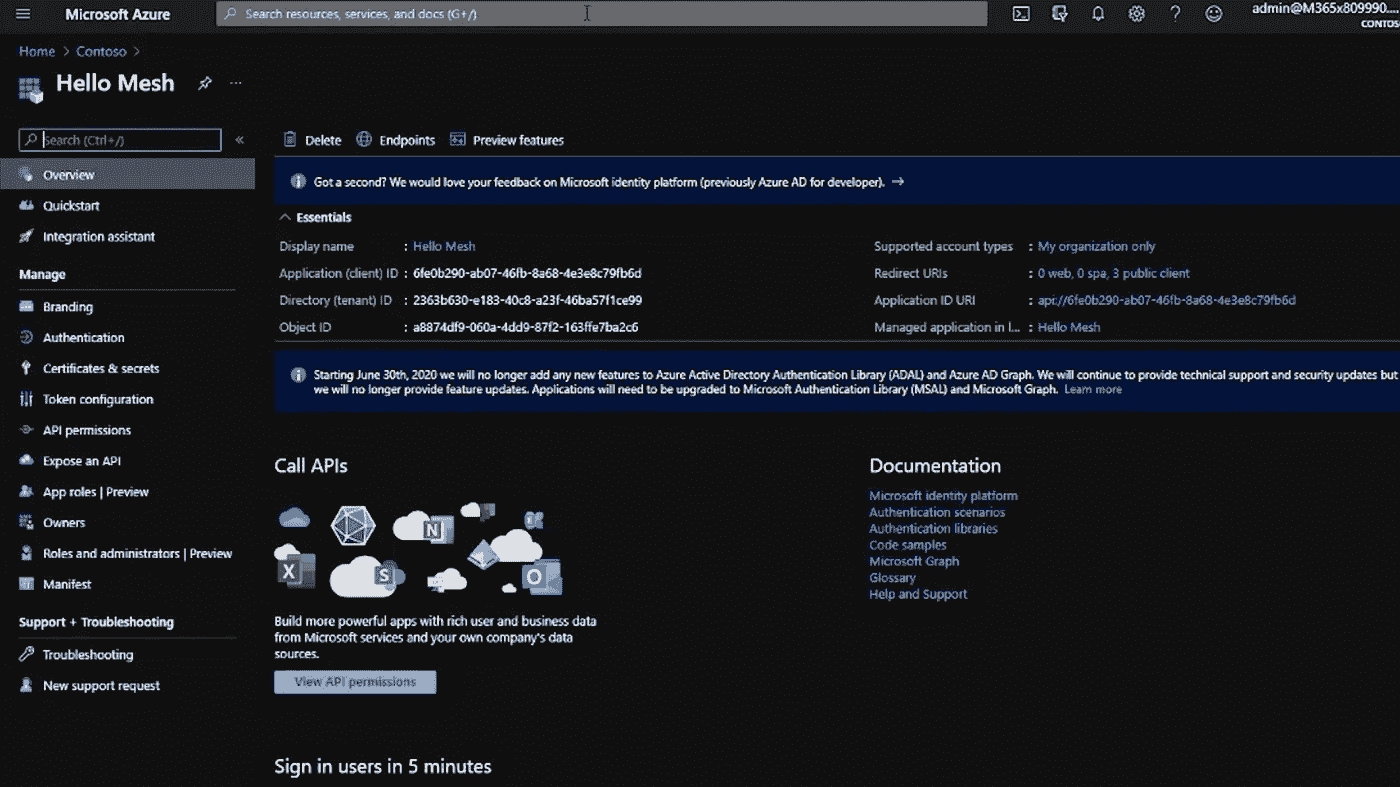 Microsoft Azure
Search resources, services, and docs (G+/)
admin@M365x809990....
CONTOS
Home > Contoso >
Hello Mesh
...
Search (Ctrl+/)
«
Overview
Quickstart
Integration assistant
Manage
Branding
Authentication
Certificates & secrets
Token configuration
API permissions
Expose an API
App roles | Preview
Owners
Roles and administrators | Preview
Manifest
Support + Troubleshooting
Troubleshooting
New support request
Delete
Endpoints
Preview features
Got a second? We would love your feedback on Microsoft identity platform (previously Azure AD for developer). →
Essentials
Display name : Hello Mesh
Application (client) ID : 6fe0b290-ab07-46fb-8a68-4e3e8c79fb6d
Directory (tenant) ID : 2363b630-e183-40c8-a23f-46ba57f1ce99
Object ID : a8874df9-060a-4dd9-87f2-163ffe7ba2c6
Supported account types : My organization only
Redirect URIs : 0 web, 0 spa, 3 public client
Application ID URI : api://6fe0b290-ab07-46fb-8a68-4e3e8c79fb6d
Managed application in l... : Hello Mesh
Starting June 30th, 2020 we will no longer add any new features to Azure Active Directory Authentication Library (ADAL) and Azure AD Graph. We will continue to provide technical support and security updates but
we will no longer provide feature updates. Applications will need to be upgraded to Microsoft Authentication Library (MSAL) and Microsoft Graph. Learn more
Call APIs
N
X
S
O
Build more powerful apps with rich user and business data
from Microsoft services and your own company's data
sources.
View API permissions
Documentation
Microsoft identity platform
Authentication scenarios
Authentication libraries
Code samples
Microsoft Graph
Glossary
Help and Support
Sign in users in 5 minutes